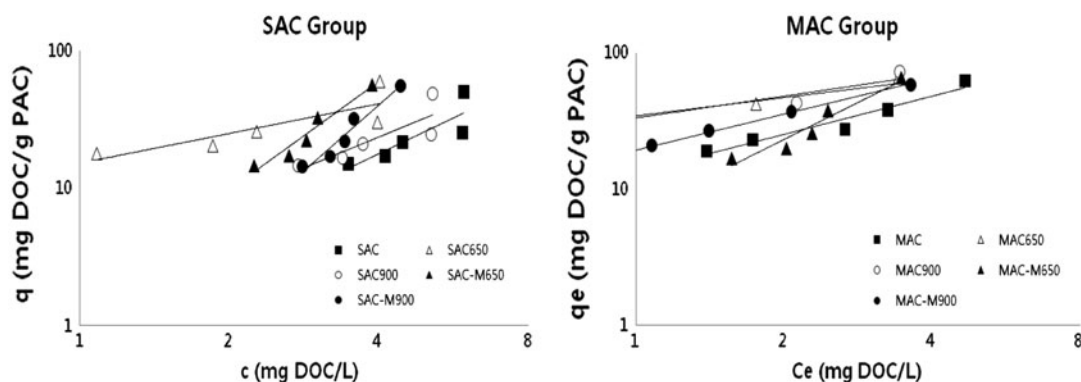 SAC Group
100
10
1
q (mg DOC/g PAC)
SAC
SAC650
SAC900
SAC-M650
SAC-M900
1
2
4
8
c (mg DOC/L)
MAC Group
100
10
1
qe (mg DOC/g PAC)
MAC
MAC650
MAC900
MAC-M650
MAC-M900
1
2
4
8
Ce (mg DOC/L)